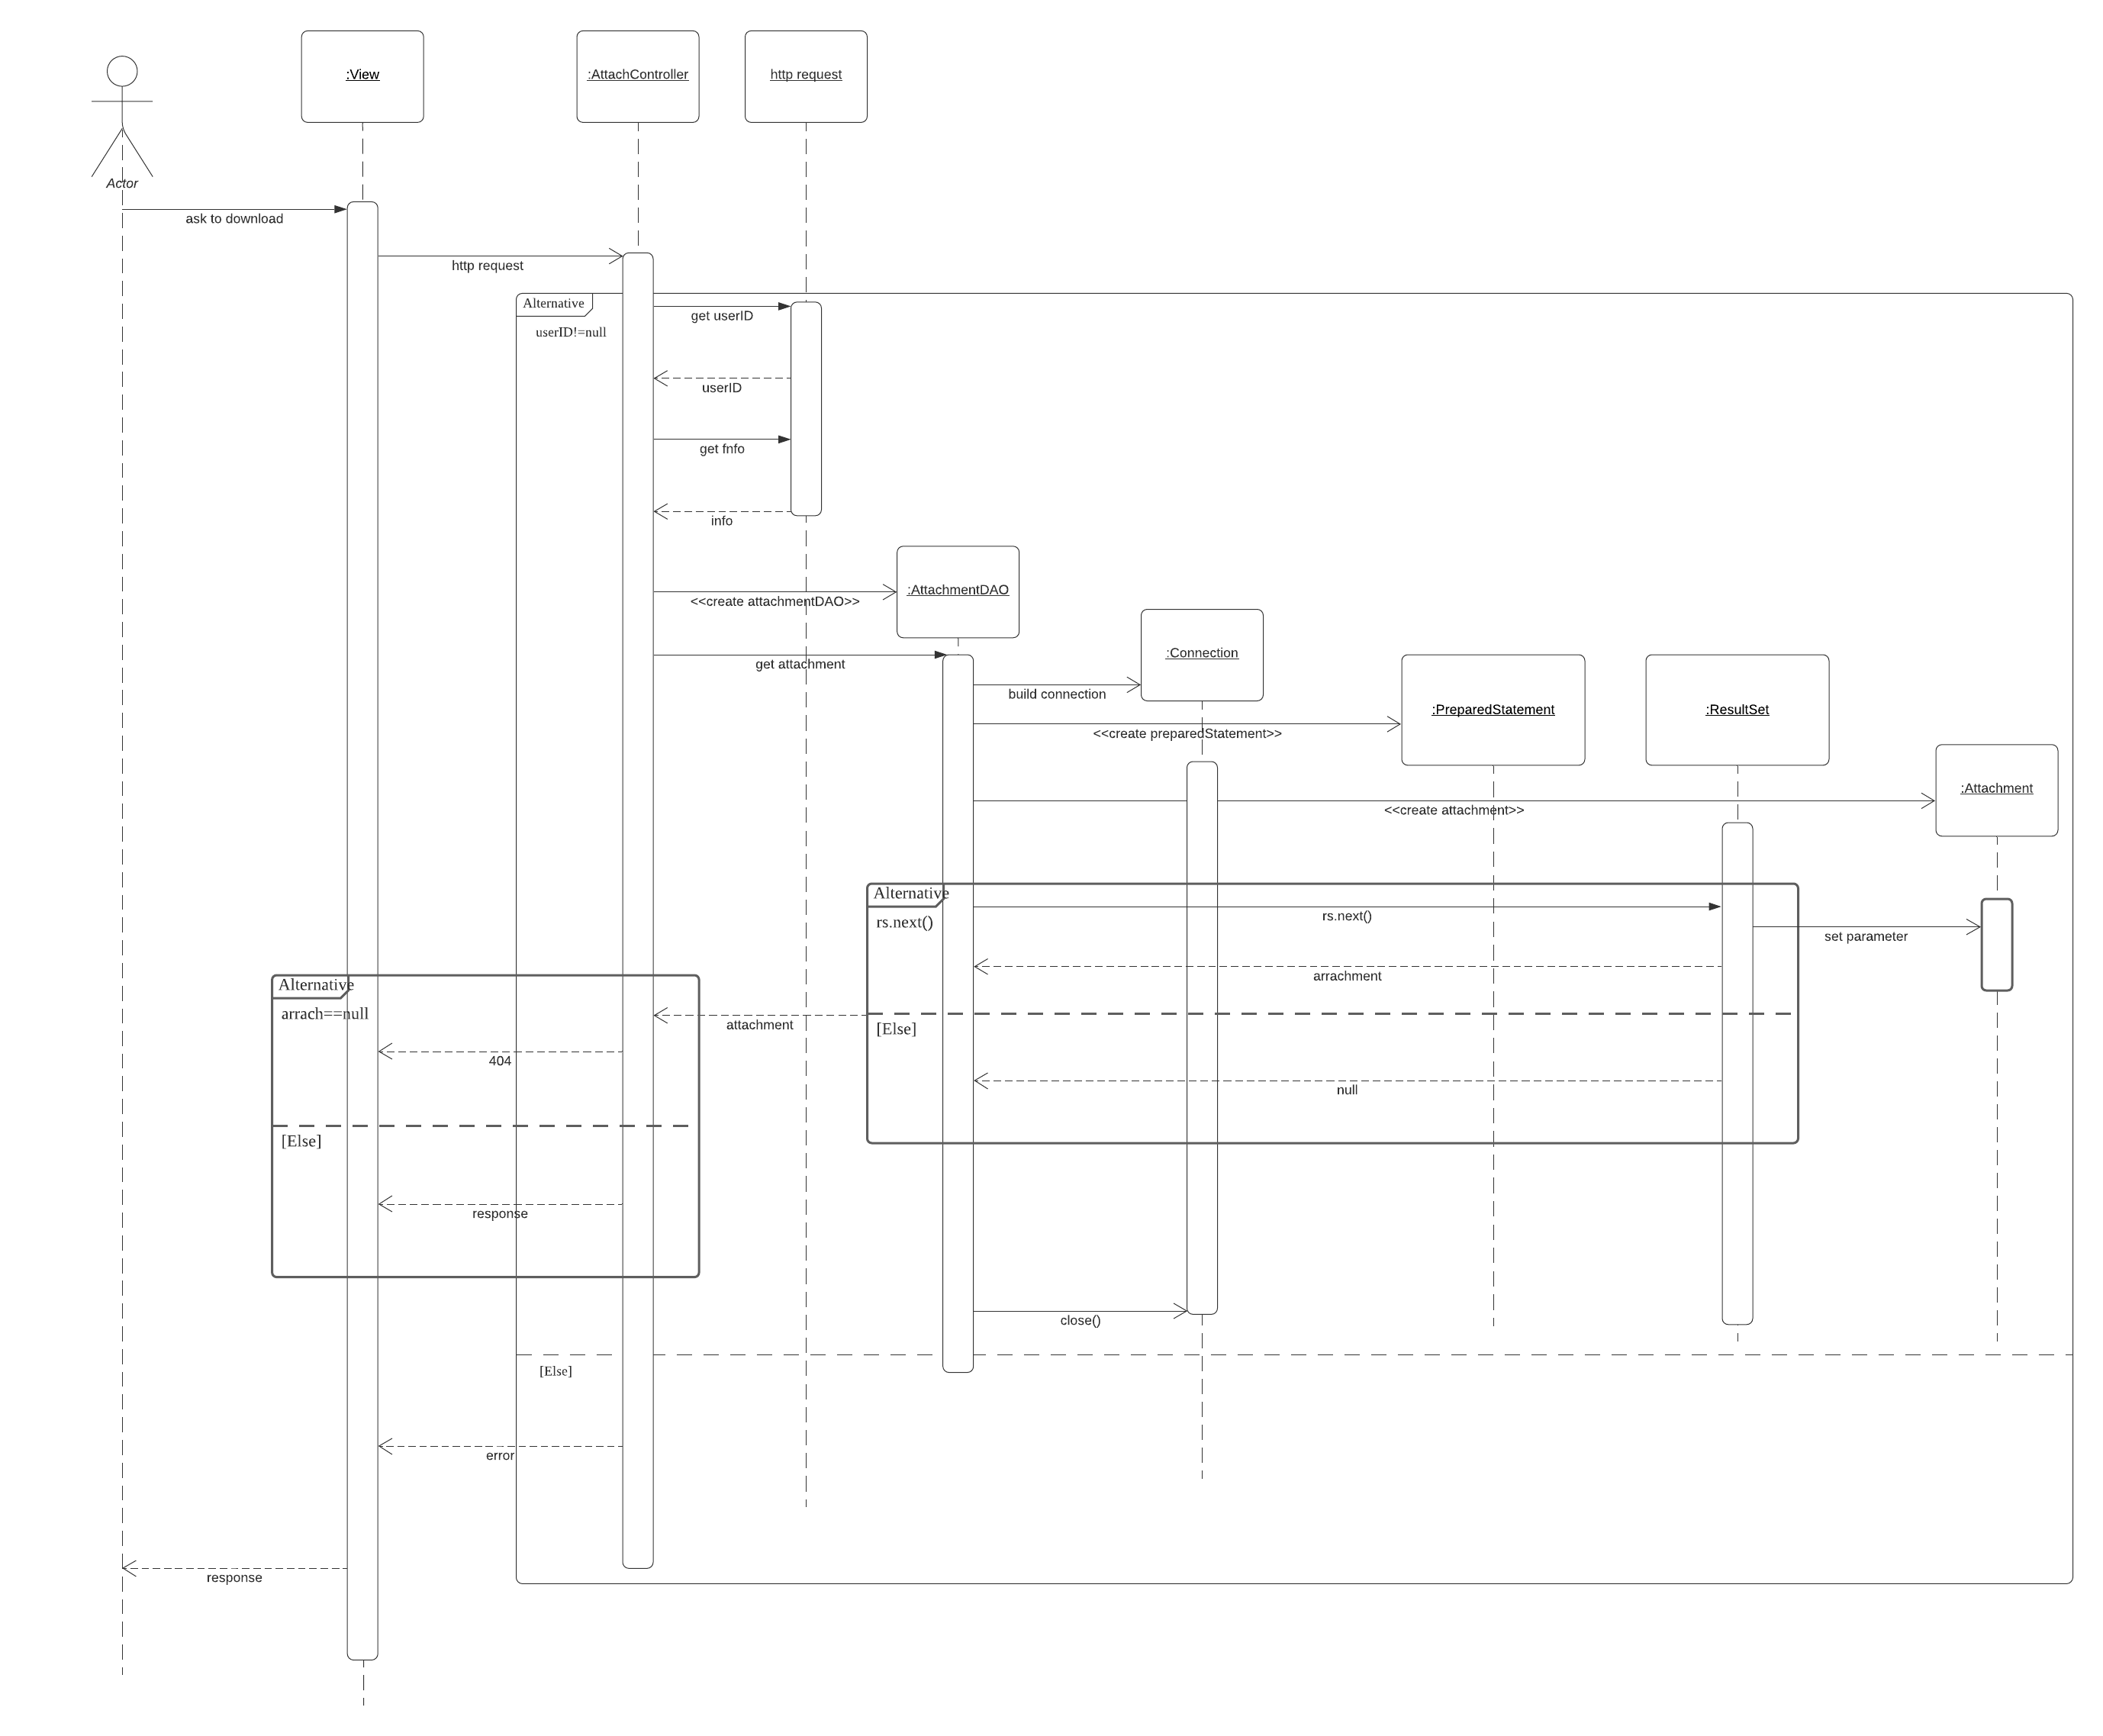 :View
:AttachController
http request
Actor
ask to download
http request
Alternative
get userID
userID!=null
userID
get fnfo
info
:AttachmentDAO
<<create attachmentDAO>>
:Connection
get attachment
build connection
:PreparedStatement
:ResultSet
<<create preparedStatement>>
:Attachment
<<create attachment>>
Alternative
rs.next()
rs.next()
set parameter
arrachment
Alternative
arrach==null
attachment
[Else]
404
null
[Else]
response
close()
[Else]
error
response